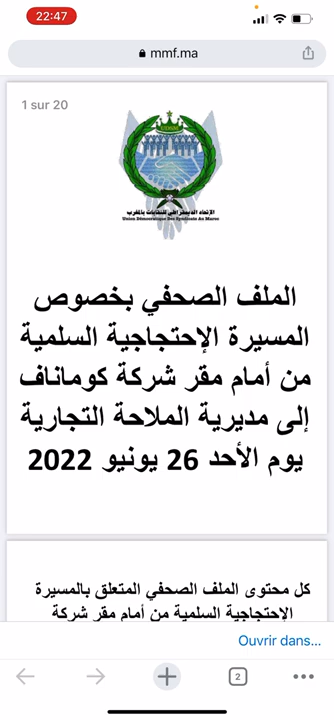 22:47
mmf.ma
1 sur 20
الإتحاد الديمقراطي للنقابات بالمغرب
Union Démocratique Des Syndicats Au Maroc
الملف الصحفي بخصوص
المسيرة الإحتجاجية السلمية
من أمام مقر شركة كوماناف
إلى مديرية الملاحة التجارية
يوم الأحد 26 يونيو 2022
كل محتوى الملف الصحفي المتعلق بالمسيرة
الإحتجاجية السلمية من أمام مقر شركة
Ouvrir dans...
2